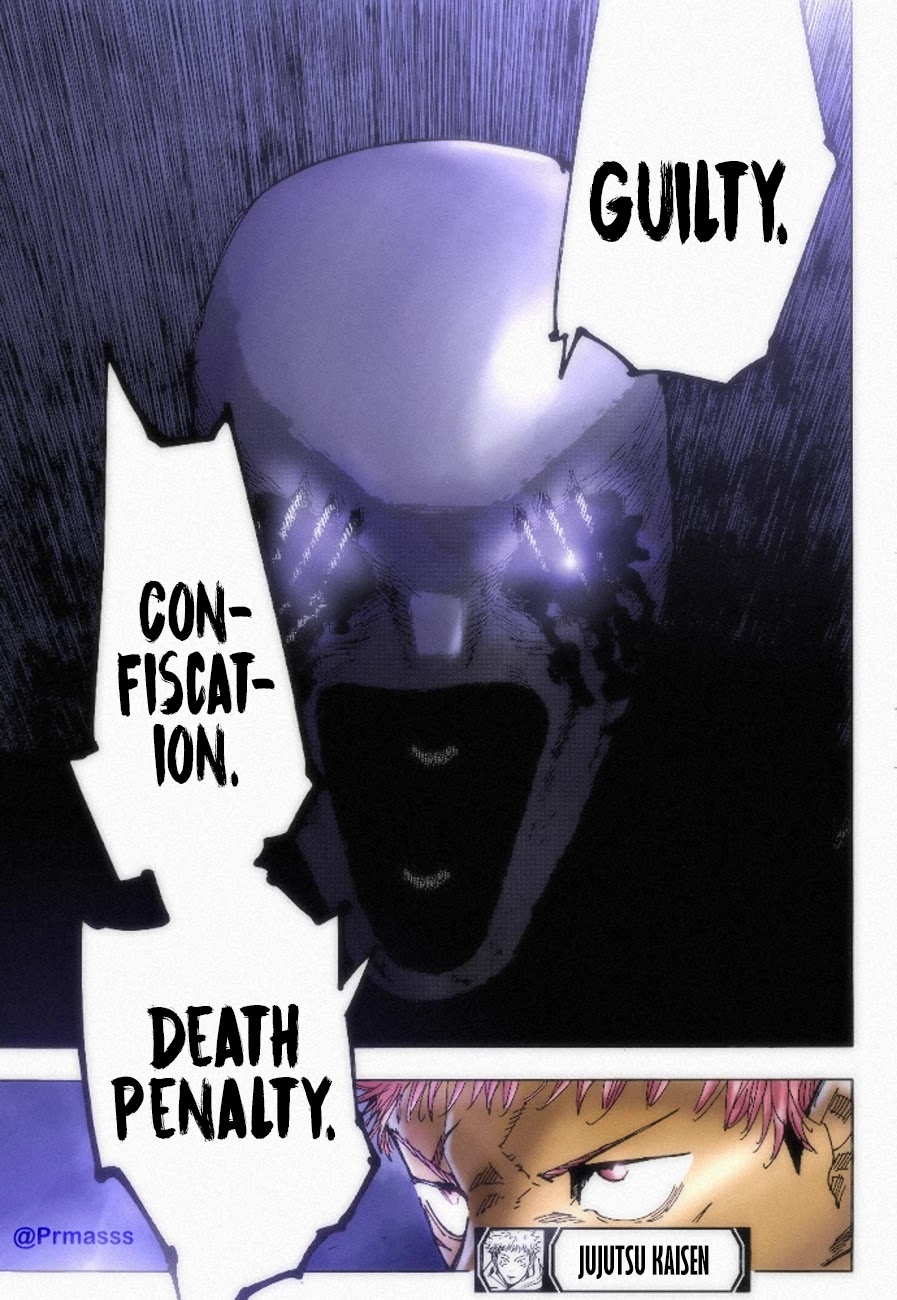 GUILTY.
CON-
FISCAT-
ION.
DEATH
PENALTY.
@Prmasss
JUJUTSU KAISEN